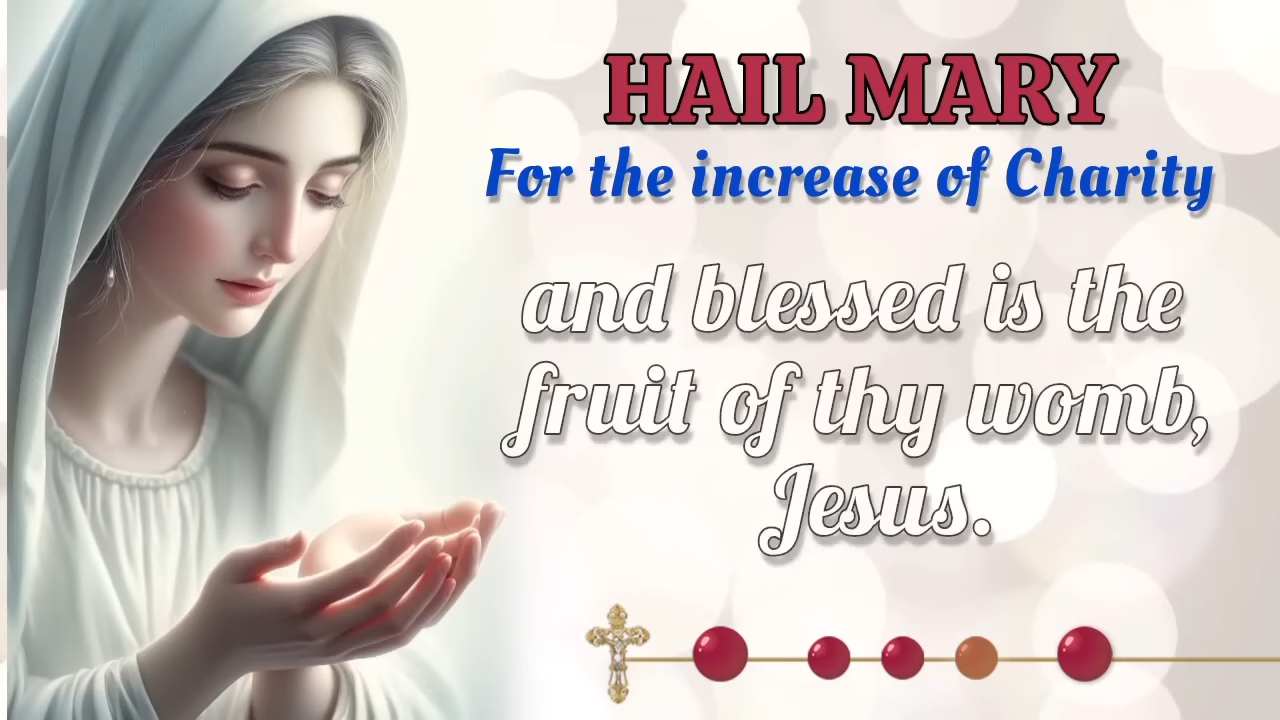 HAIL MARY
For the increase of Charity
and blessed is the
fruit of thy womb,
Jesus.